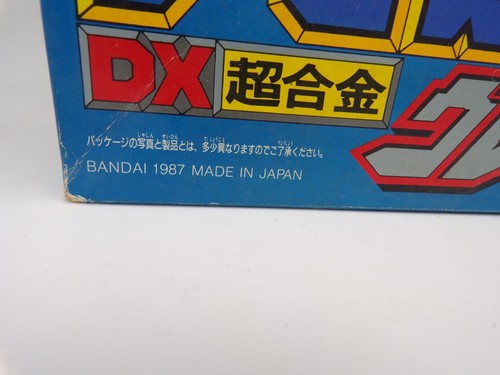 DX 超合金
パッケージの写真と製品とは、多少異なりますのでご了承ください。
BANDAI 1987 MADE IN JAPAN